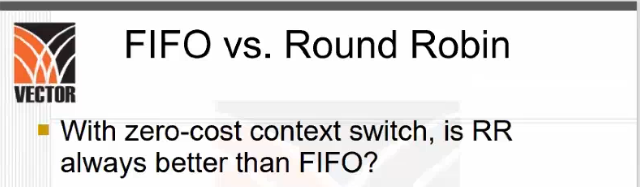 FIFO vs. Round Robin
VECTOR
With zero-cost context switch, is RR
always better than FIFO?